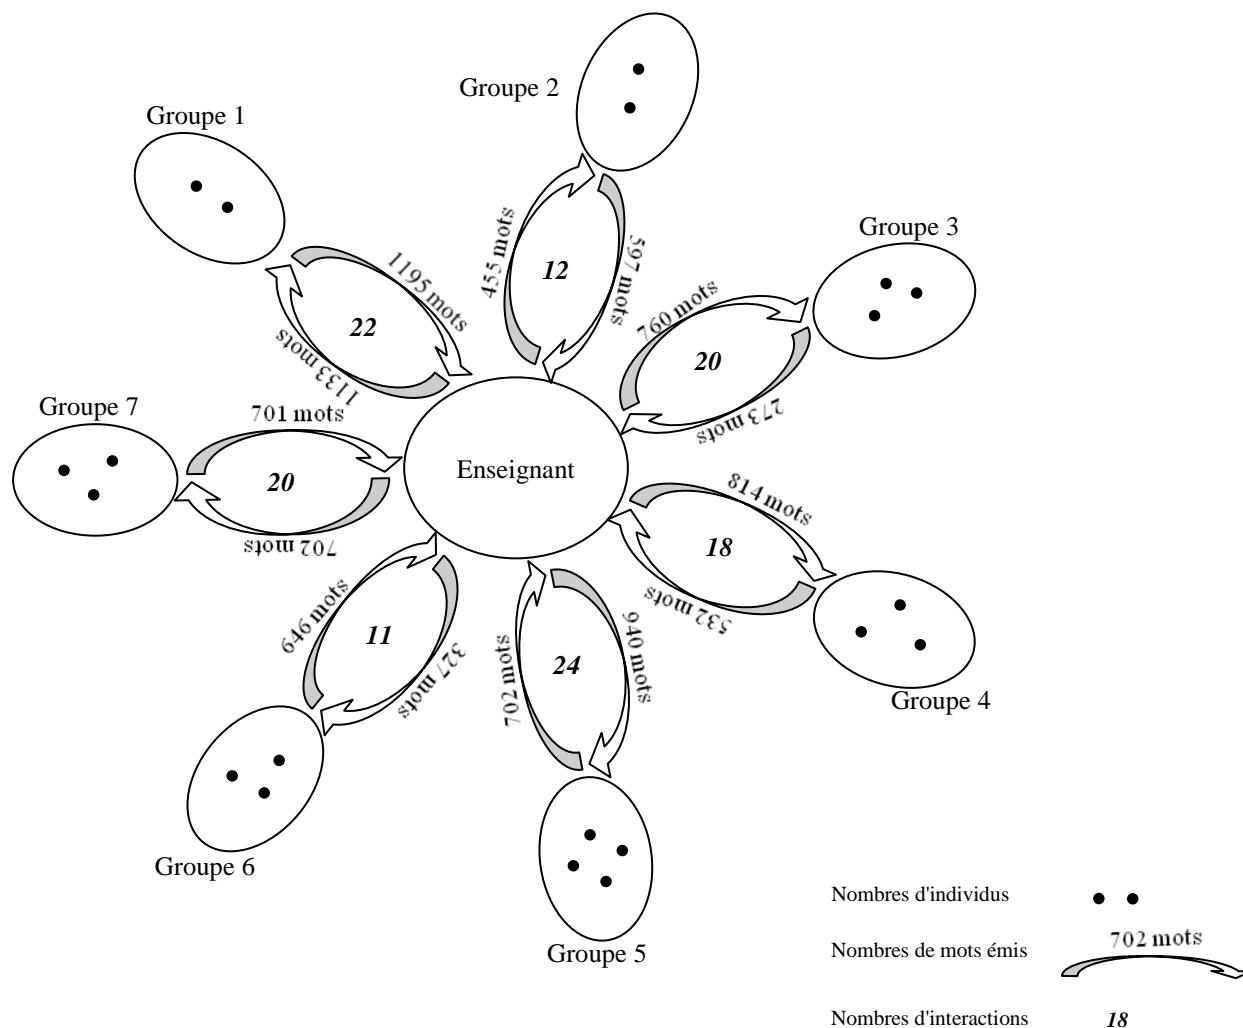 Groupe 2
Groupe 1
Groupe 3
455 mots
12
597 mots
1195 mots
22
1133 mots
760 mots
20
273 mots
Groupe 7
701 mots
20
702 mots
Enseignant
814 mots
18
532 mots
646 mots
11
327 mots
702 mots
24
940 mots
Groupe 4
Groupe 6
Groupe 5
Nombres d'individus
Nombres de mots émis
702 mots
Nombres d'interactions
18